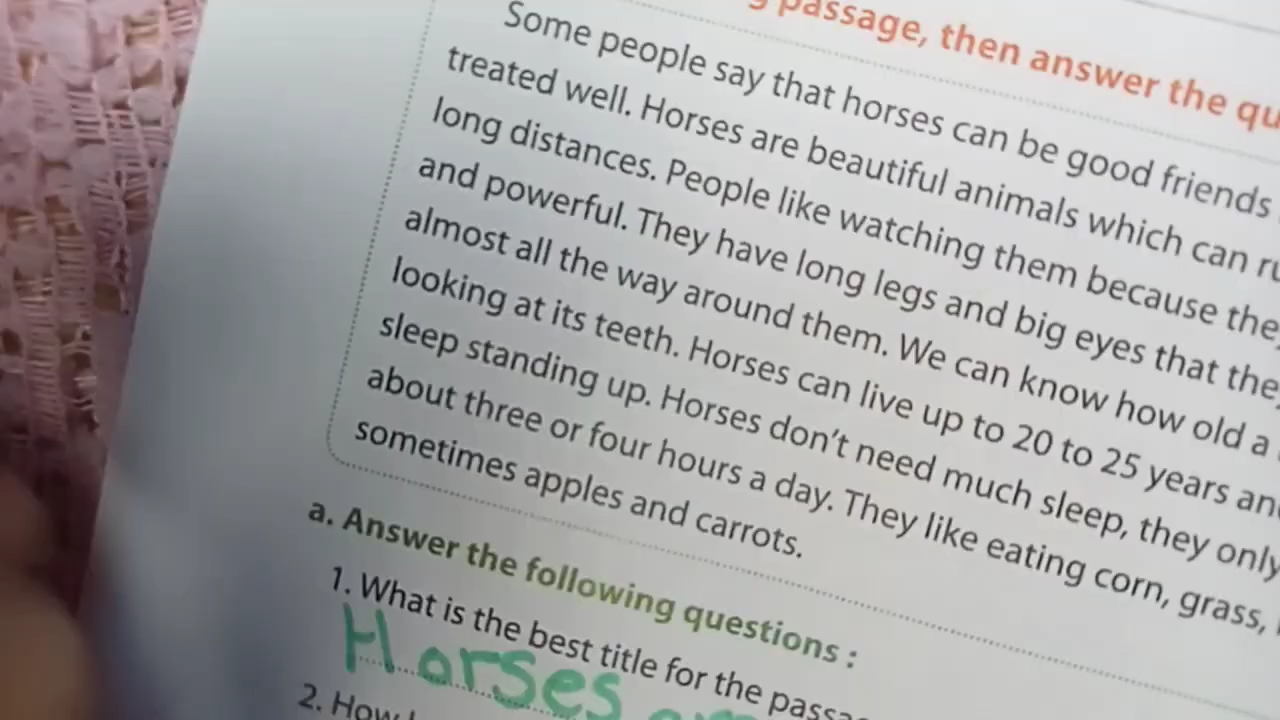 passage, then answer the qu
Some people say that horses can be good friends
treated well. Horses are beautiful animals which can ru
long distances. People like watching them because the
and powerful. They have long legs and big eyes that the
almost all the way around them. We can know how old a
looking at its teeth. Horses can live up to 20 to 25 years an
sleep standing up. Horses don't need much sleep, they only
about three or four hours a day. They like eating corn, grass,
sometimes apples and carrots.
a. Answer the following questions :
1. What is the best title for the passa
Horses
2. How